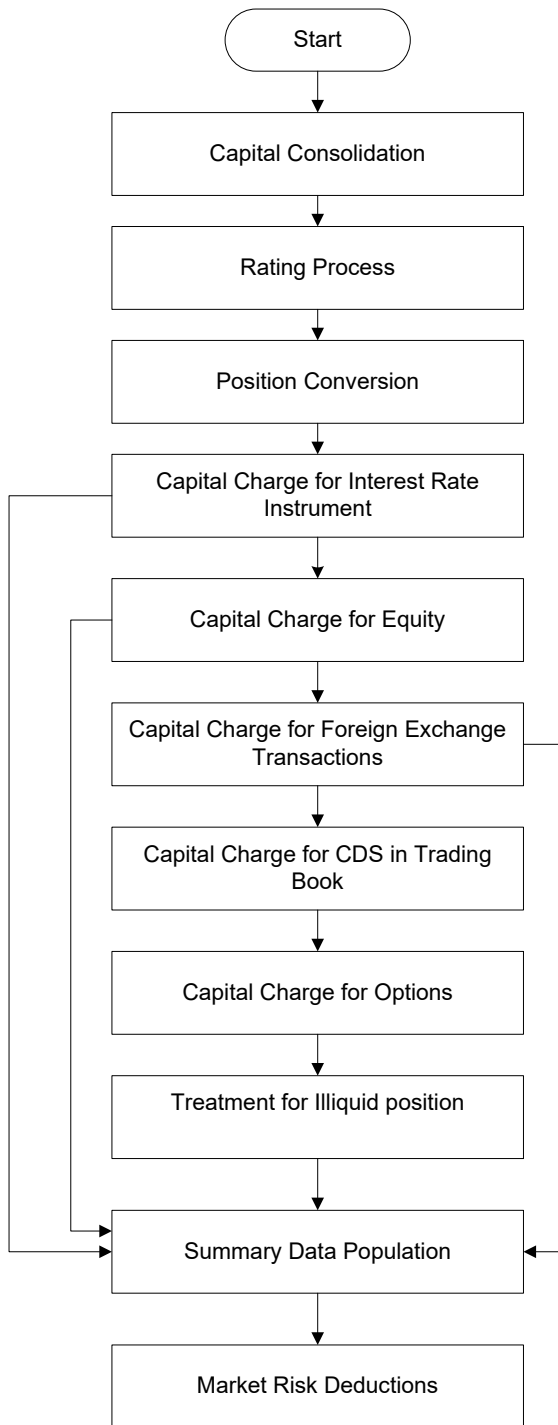 Start
Capital Consolidation
Rating Process
Position Conversion
Capital Charge for Interest Rate
Instrument
Capital Charge for Equity
Capital Charge for Foreign Exchange
Transactions
Capital Charge for CDS in Trading
Book
Capital Charge for Options
Treatment for Illiquid position
Summary Data Population
Market Risk Deductions